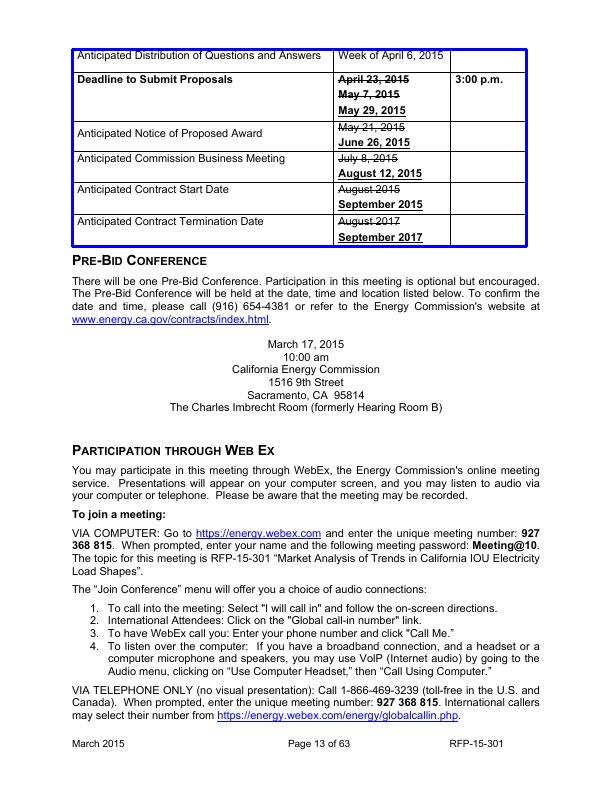 Anticipated Distribution of Questions and Answers Week of April 6, 2015
Deadline to Submit Proposals April 23, 2015 3:00 p.m.
May 7, 2015
May 29, 2015
Anticipated Notice of Proposed Award May 21, 2015
June 26, 2015
Anticipated Commission Business Meeting July 8, 2015
August 12, 2015
Anticipated Contract Start Date August 2015
September 2015
Anticipated Contract Termination Date August 2017
September 2017
PRE-BID CONFERENCE
There will be one Pre-Bid Conference. Participation in this meeting is optional but encouraged.
The Pre-Bid Conference will be held at the date, time and location listed below. To confirm the
date and time, please call (916) 654-4381 or refer to the Energy Commission's website at
www.energy.ca.gov/contracts/index.html.
March 17, 2015
10:00 am
California Energy Commission
1516 9th Street
Sacramento, CA 95814
The Charles Imbrecht Room (formerly Hearing Room B)
PARTICIPATION THROUGH WEB EX
You may participate in this meeting through WebEx, the Energy Commission's online meeting
service. Presentations will appear on your computer screen, and you may listen to audio via
your computer or telephone. Please be aware that the meeting may be recorded.
To join a meeting:
VIA COMPUTER: Go to https://energy.webex.com and enter the unique meeting number: 927
368 815. When prompted, enter your name and the following meeting password: Meeting@10.
The topic for this meeting is RFP-15-301 “Market Analysis of Trends in California IOU Electricity
Load Shapes”.
The “Join Conference” menu will offer you a choice of audio connections:
1. To call into the meeting: Select "I will call in" and follow the on-screen directions.
2. International Attendees: Click on the "Global call-in number" link.
3. To have WebEx call you: Enter your phone number and click "Call Me.”
4. To listen over the computer: If you have a broadband connection, and a headset or a
computer microphone and speakers, you may use VoIP (Internet audio) by going to the
Audio menu, clicking on “Use Computer Headset,” then “Call Using Computer.”
VIA TELEPHONE ONLY (no visual presentation): Call 1-866-469-3239 (toll-free in the U.S. and
Canada). When prompted, enter the unique meeting number: 927 368 815. International callers
may select their number from https://energy.webex.com/energy/globalcallin.php.
March 2015 Page 13 of 63 RFP-15-301